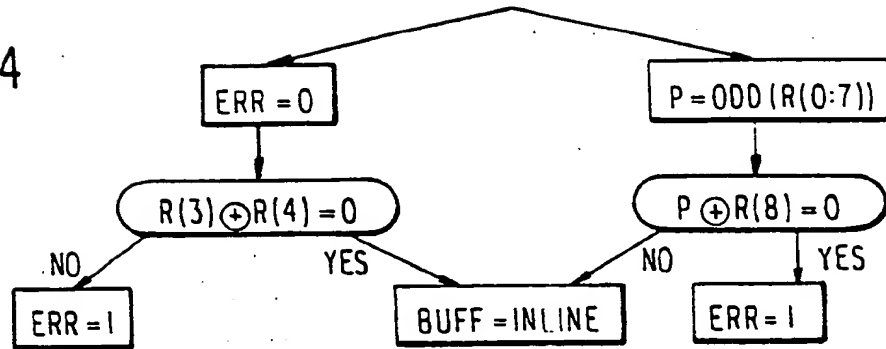 4
ERR = 0
P = ODD (R(0:7))
R(3) ⊕ R(4) = 0
P ⊕ R(8) = 0
NO
YES
NO
YES
ERR = 1
BUFF = INLINE
ERR = 1